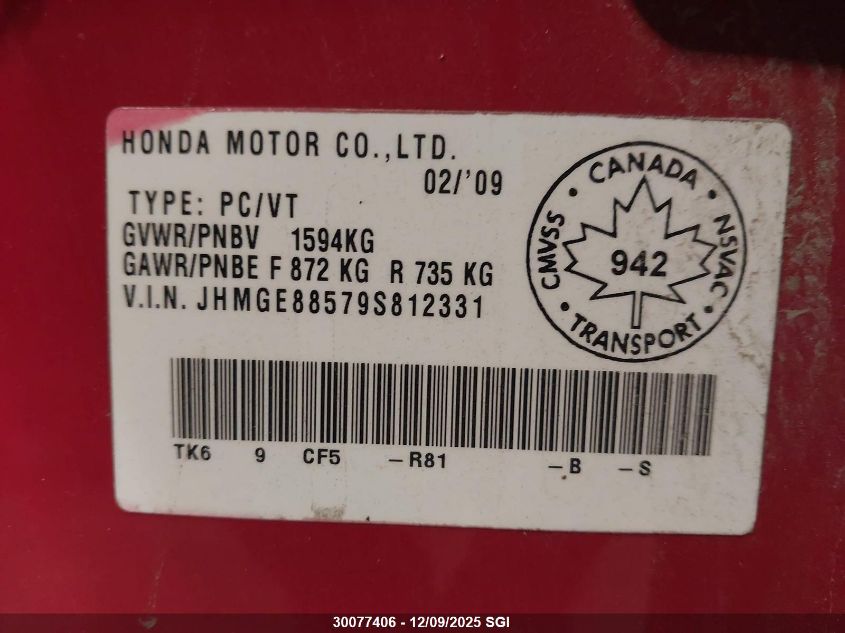 HONDA MOTOR CO.,LTD.
02/'09
TYPE: PC/VT
GVWR/PNBV 1594KG
GAWR/PNBE F 872 KG R 735 KG
V.I.N. JHMGE88579S812331
CANADA
CMVSS
942
NSVAC
TRANSPORT
TK6 9 CF5 -R81 -B -S
30077406 - 12/09/2025 SGI